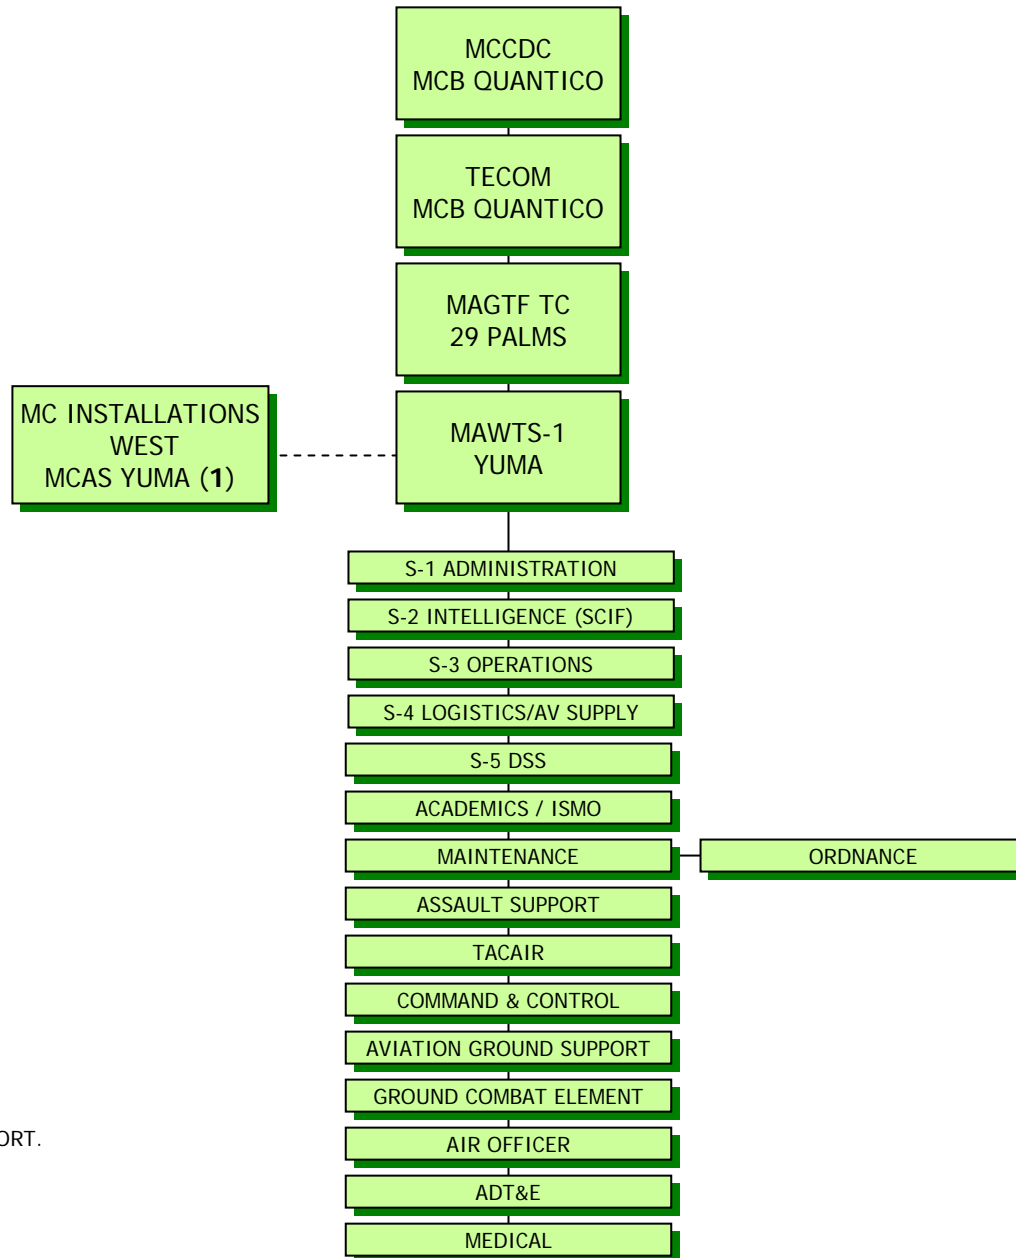 MCCDC
MCB QUANTICO
TECOM
MCB QUANTICO
MAGTF TC
29 PALMS
MC INSTALLATIONS
WEST
MCAS YUMA (1)
MAWTS-1
YUMA
S-1 ADMINISTRATION
S-2 INTELLIGENCE (SCIF)
S-3 OPERATIONS
S-4 LOGISTICS/AV SUPPLY
S-5 DSS
ACADEMICS / ISMO
MAINTENANCE
ORDNANCE
ASSAULT SUPPORT
TACAIR
COMMAND & CONTROL
AVIATION GROUND SUPPORT
GROUND COMBAT ELEMENT
ORT.
AIR OFFICER
ADT&E
MEDICAL